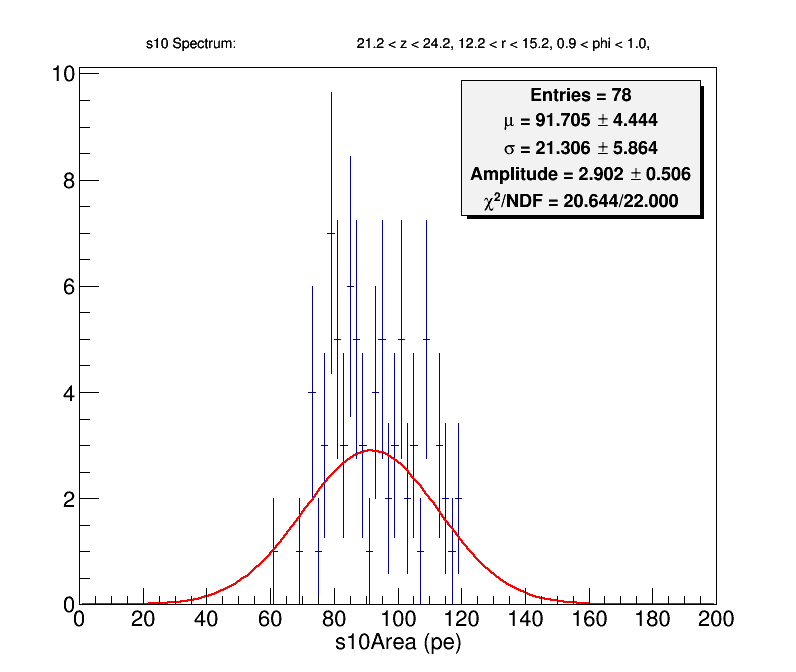 s10 Spectrum: 21.2 < z < 24.2, 12.2 < r < 15.2, 0.9 < phi < 1.0,
Entries = 78
μ = 91.705 ± 4.444
σ = 21.306 ± 5.864
Amplitude = 2.902 ± 0.506
χ²/NDF = 20.644/22.000
10
8
6
4
2
0
0 20 40 60 80 100 120 140 160 180 200
s10Area (pe)